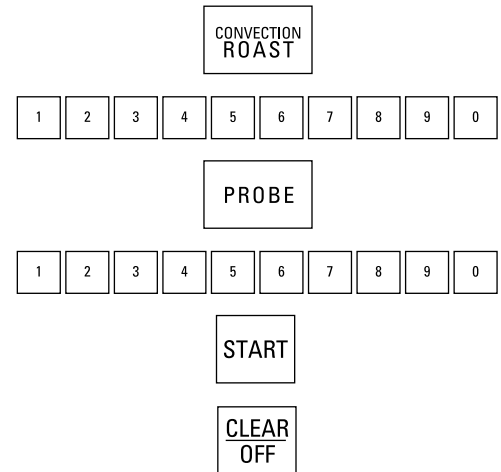 CONVECTION
ROAST
1 2 3 4 5 6 7 8 9 0
PROBE
1 2 3 4 5 6 7 8 9 0
START
CLEAR
OFF